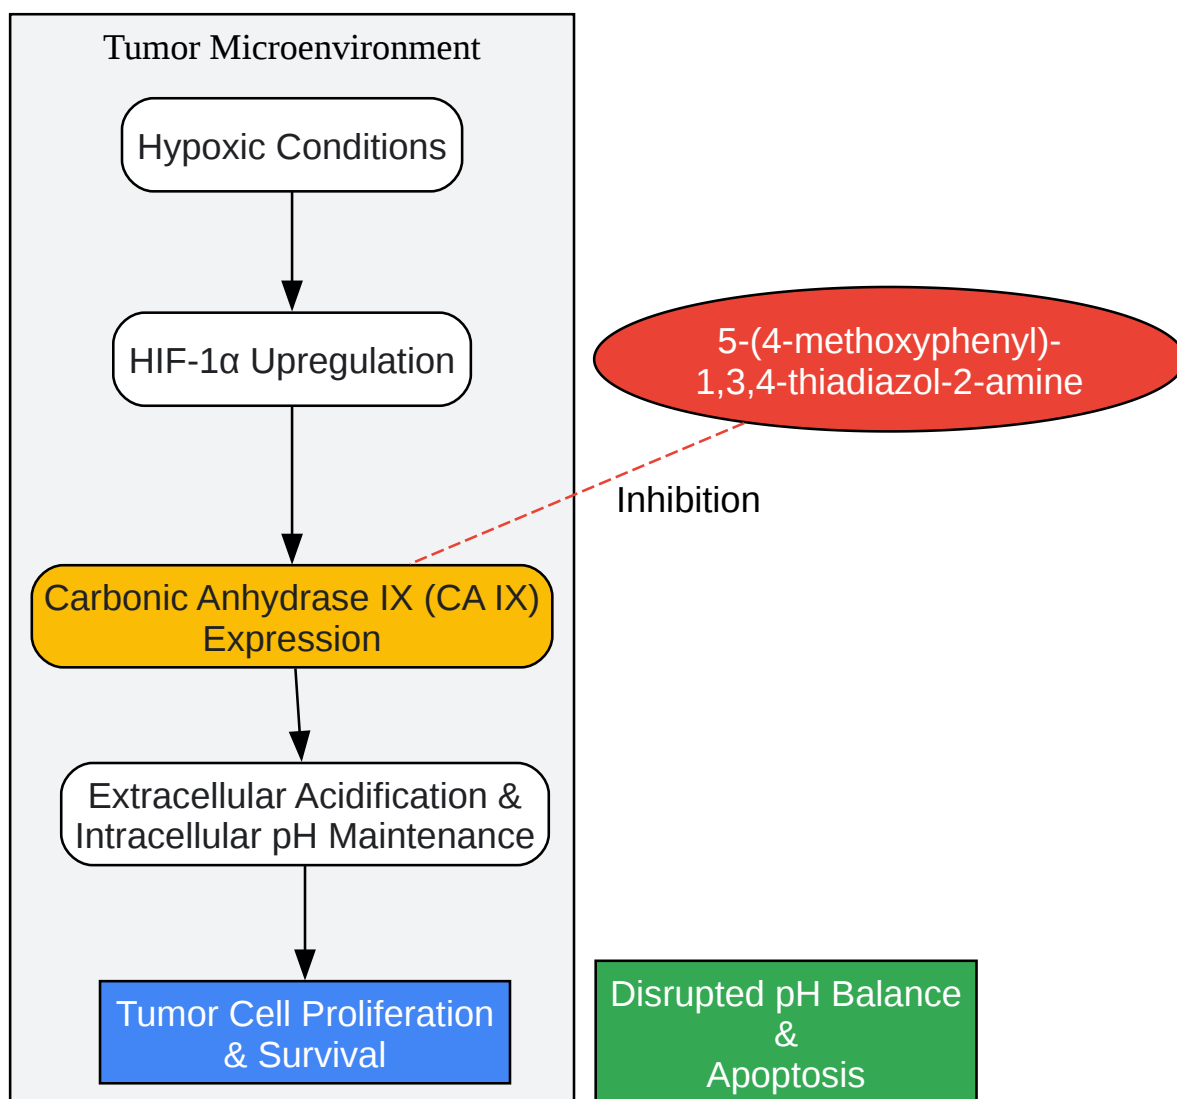 Tumor Microenvironment
Hypoxic Conditions
HIF-1α Upregulation
5-(4-methoxyphenyl)-
1,3,4-thiadiazol-2-amine
Inhibition
Carbonic Anhydrase IX (CA IX)
Expression
Extracellular Acidification &
Intracellular pH Maintenance
Tumor Cell Proliferation
& Survival
Disrupted pH Balance
&
Apoptosis